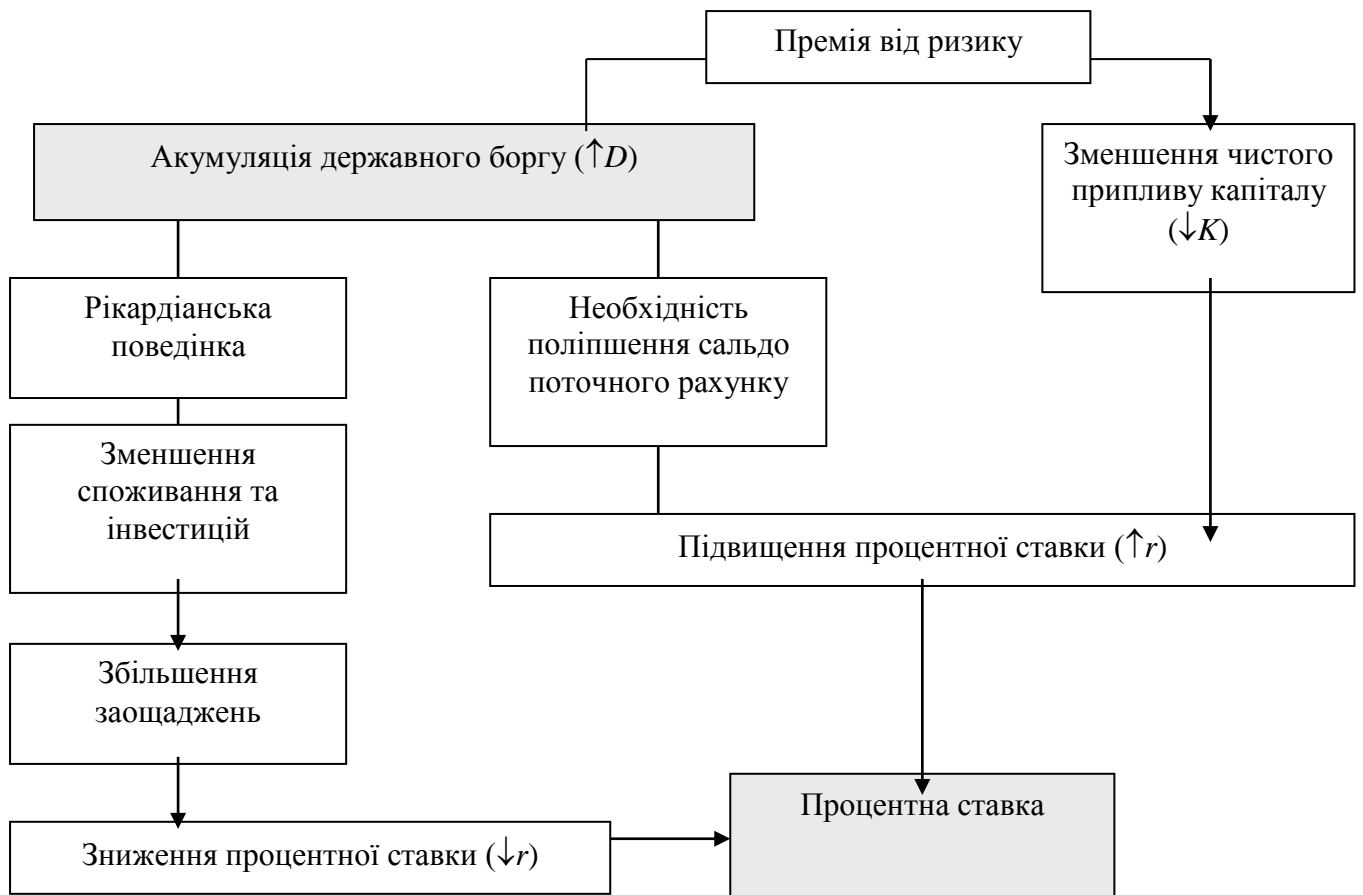 Премія від ризику
Акумуляція державного боргу (↑D)
Зменшення чистого
припливу капіталу
(↓K)
Рікардіанська
поведінка
Необхідність
поліпшення сальдо
поточного рахунку
Зменшення
споживання та
інвестицій
Підвищення процентної ставки (↑r)
Збільшення
заощаджень
Процентна ставка
Зниження процентної ставки (↓r)